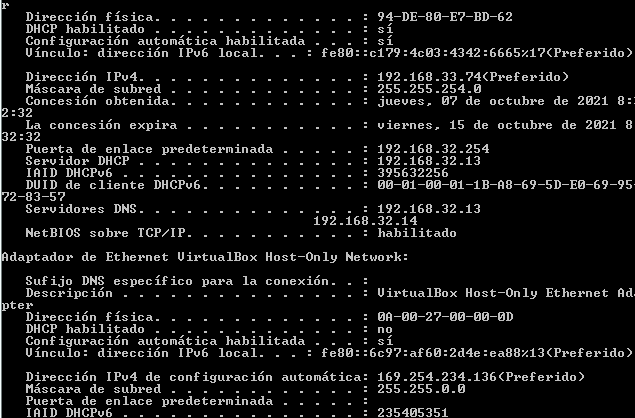 r
Dirección física. . . . . . . . . . . . . : 94-DE-80-E7-BD-62
DHCP habilitado . . . . . . . . . . . . . : sí
Configuración automática habilitada . . . : sí
Vínculo: dirección IPv6 local. . . : fe80::c179:4c03:4342:6665%17(Preferido)
Dirección IPv4. . . . . . . . . . . . . . : 192.168.33.74(Preferido)
Máscara de subred . . . . . . . . . . . . : 255.255.254.0
Concesión obtenida. . . . . . . . . . . . : jueves, 07 de octubre de 2021 8:
2:32
La concesión expira . . . . . . . . . . . : viernes, 15 de octubre de 2021 8
32:32
Puerta de enlace predeterminada . . . . . : 192.168.32.254
Servidor DHCP . . . . . . . . . . . . . . : 192.168.32.13
IAID DHCPv6 . . . . . . . . . . . . . . . : 395632256
DUID de cliente DHCPv6. . . . . . . . . . : 00-01-00-01-1B-A8-69-5D-E0-69-95
72-83-57
Servidores DNS. . . . . . . . . . . . . . : 192.168.32.13
192.168.32.14
NetBIOS sobre TCP/IP. . . . . . . . . . . : habilitado
Adaptador de Ethernet VirtualBox Host-Only Network:
Sufijo DNS específico para la conexión. . :
Descripción . . . . . . . . . . . . . . . : VirtualBox Host-Only Ethernet Ada
pter
Dirección física. . . . . . . . . . . . . : 0A-00-27-00-00-0D
DHCP habilitado . . . . . . . . . . . . . : no
Configuración automática habilitada . . . : sí
Vínculo: dirección IPv6 local. . . : fe80::6c97:af60:2d4e:ea88%13(Preferido)
Dirección IPv4 de configuración automática: 169.254.234.136(Preferido)
Máscara de subred . . . . . . . . . . . . : 255.255.0.0
Puerta de enlace predeterminada . . . . . :
IAID DHCPv6 . . . . . . . . . . . . . . . : 235405351